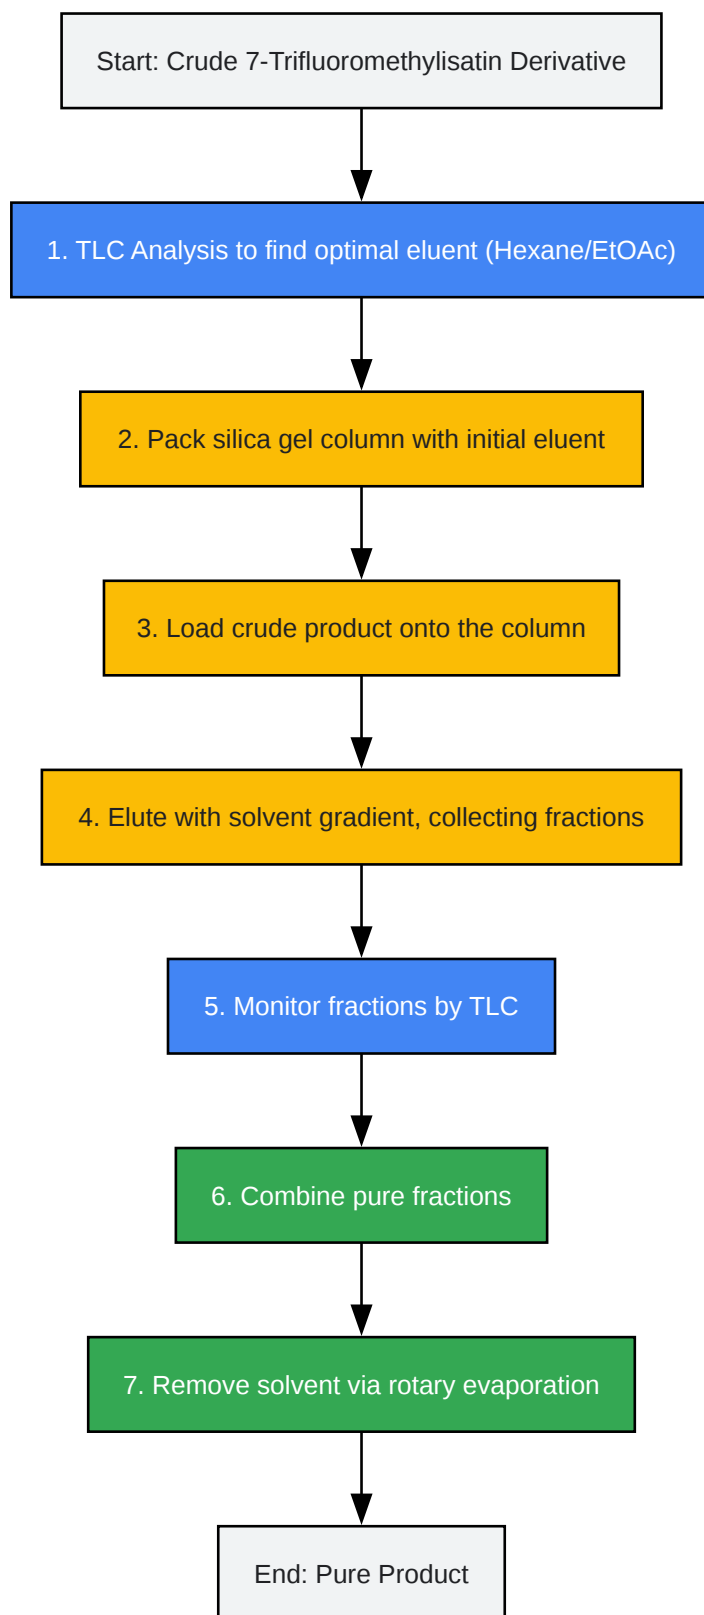 Start: Crude 7-Trifluoromethylisatin Derivative
1. TLC Analysis to find optimal eluent (Hexane/EtOAc)
2. Pack silica gel column with initial eluent
3. Load crude product onto the column
4. Elute with solvent gradient, collecting fractions
5. Monitor fractions by TLC
6. Combine pure fractions
7. Remove solvent via rotary evaporation
End: Pure Product